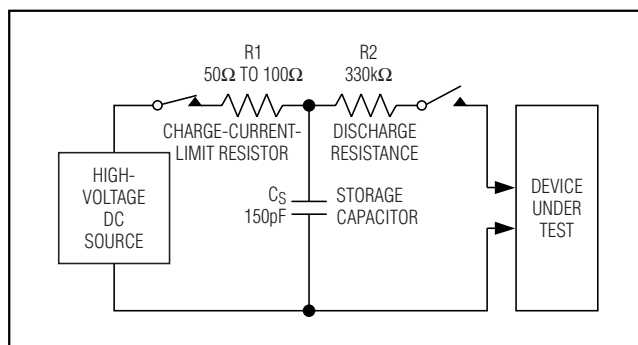 R1
50Ω TO 100Ω
CHARGE-CURRENT-
LIMIT RESISTOR
R2
330kΩ
DISCHARGE
RESISTANCE
HIGH-
VOLTAGE
DC
SOURCE
CS
150pF
STORAGE
CAPACITOR
DEVICE
UNDER
TEST